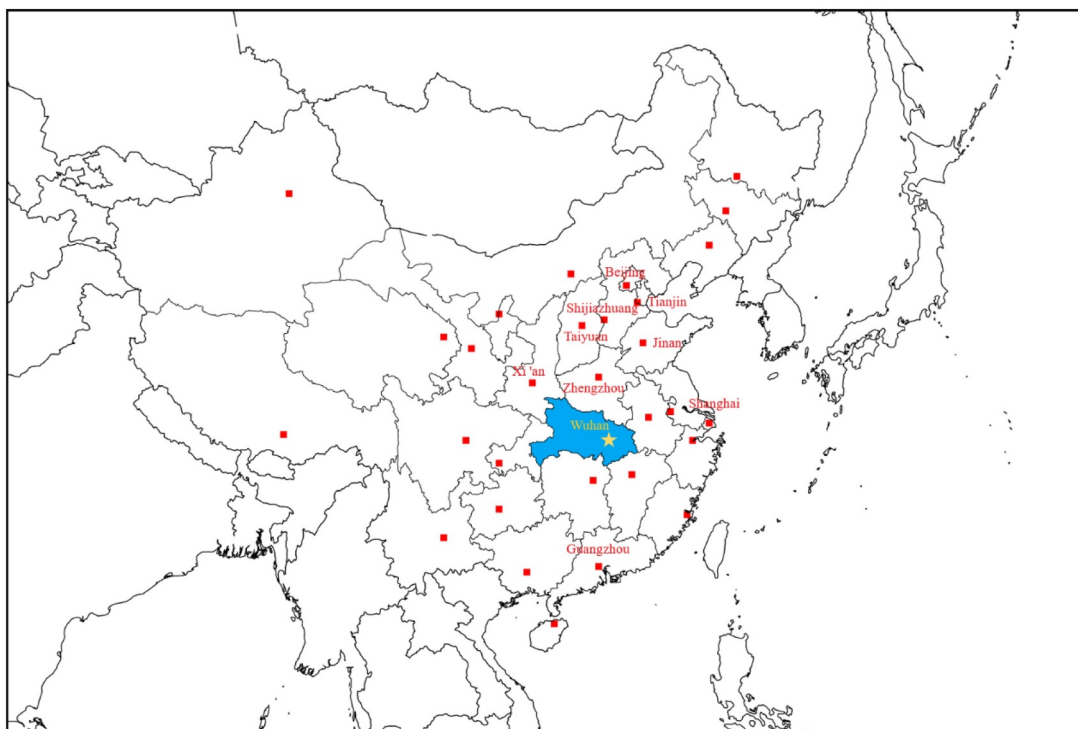 Beijing
Tianjin
Shijiazhuang
Taiyuan
Jinan
Xi 'an
Zhengzhou
Shanghai
Wuhan
Guangzhou